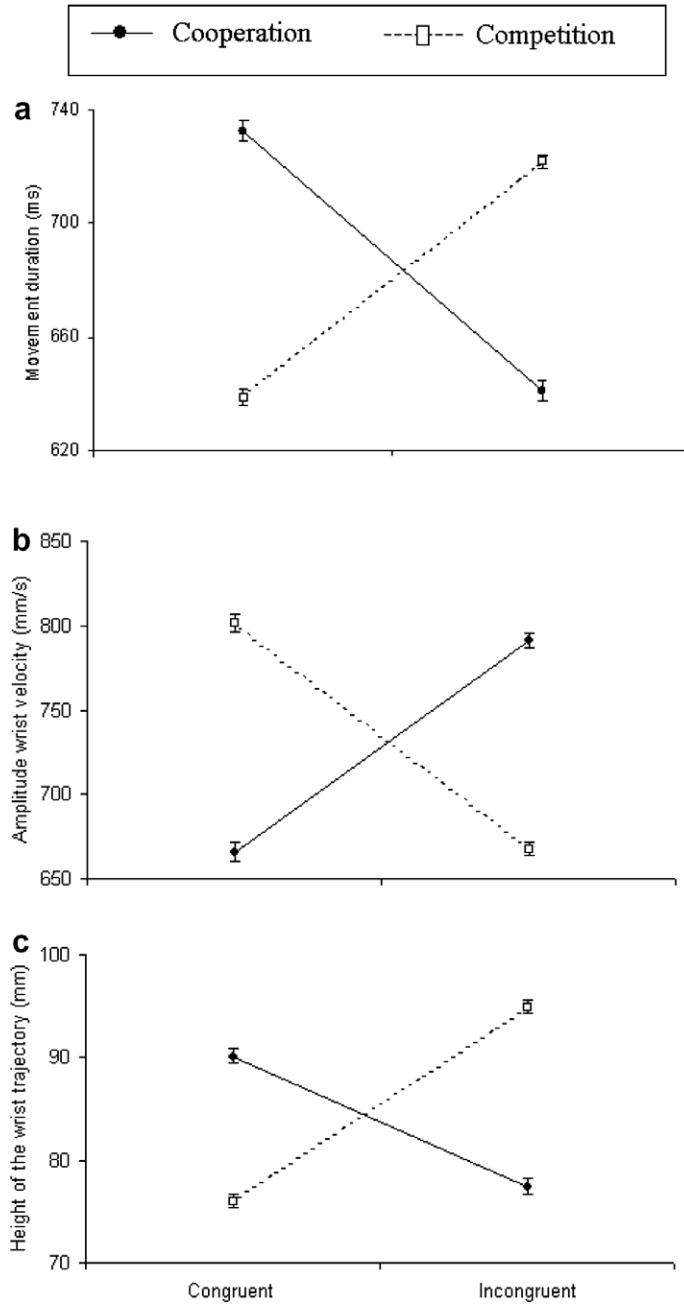 Cooperation Competition
a
740
700
660
620
Movement duration (ms)
b
850
800
750
700
650
Amplitude wrist velocity (mm/s)
c
100
90
80
70
Height of the wrist trajectory (mm)
Congruent Incongruent